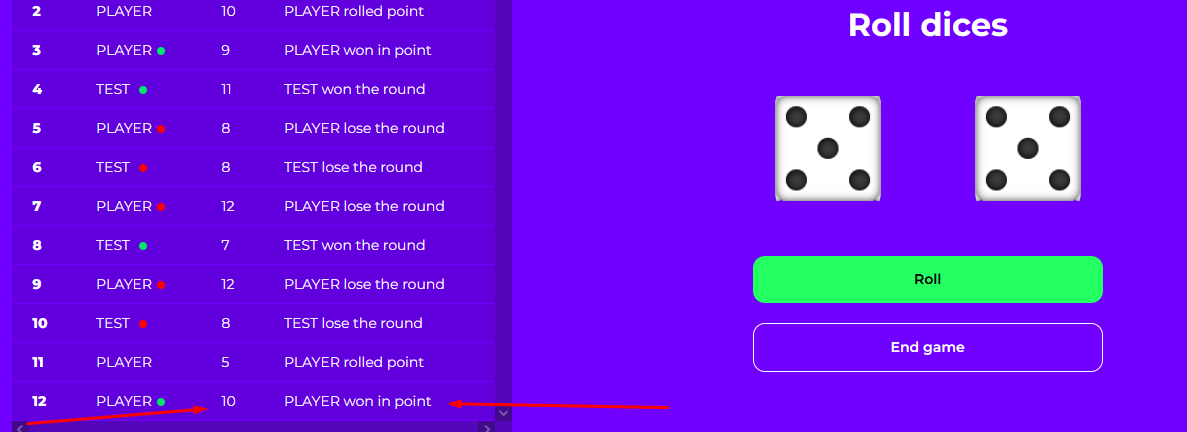 Roll dices
2 PLAYER 10 PLAYER rolled point
3 PLAYER 9 PLAYER won in point
4 TEST 11 TEST won the round
5 PLAYER 8 PLAYER lose the round
6 TEST 8 TEST lose the round
7 PLAYER 12 PLAYER lose the round
8 TEST 7 TEST won the round
9 PLAYER 12 PLAYER lose the round
10 TEST 8 TEST lose the round
11 PLAYER 5 PLAYER rolled point
12 PLAYER 10 PLAYER won in point
Roll
End game